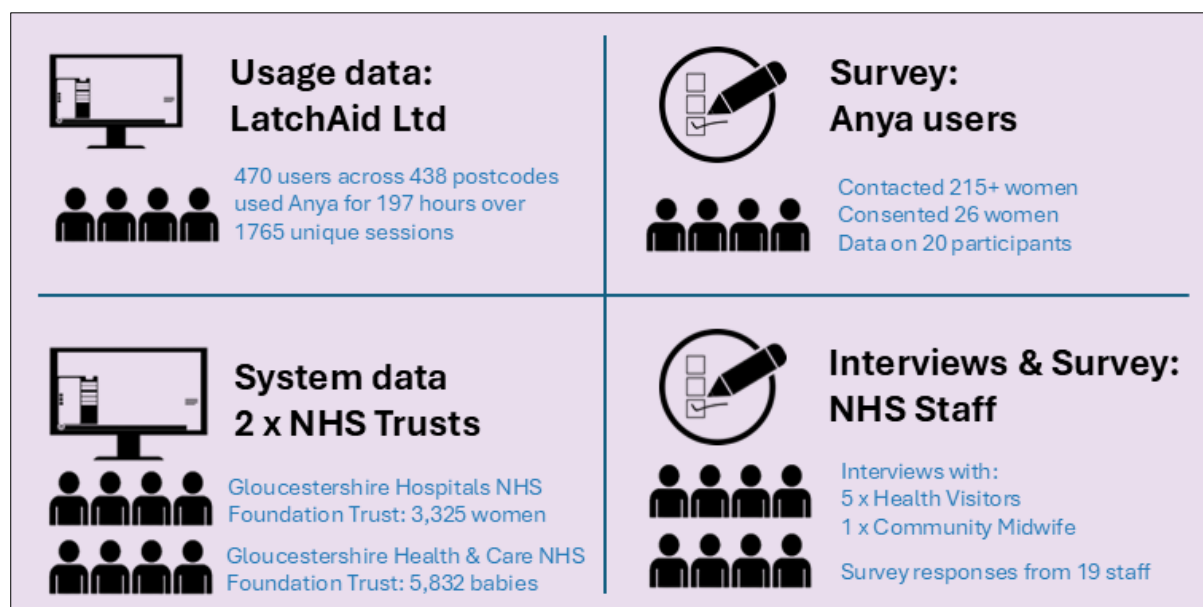 Usage data:
LatchAid Ltd
470 users across 438 postcodes
used Anya for 197 hours over
1765 unique sessions
Survey:
Anya users
Contacted 215+ women
Consented 26 women
Data on 20 participants
System data
2 x NHS Trusts
Gloucestershire Hospitals NHS
Foundation Trust: 3,325 women
Gloucestershire Health & Care NHS
Foundation Trust: 5,832 babies
Interviews & Survey:
NHS Staff
Interviews with:
5 x Health Visitors
1 x Community Midwife
Survey responses from 19 staff